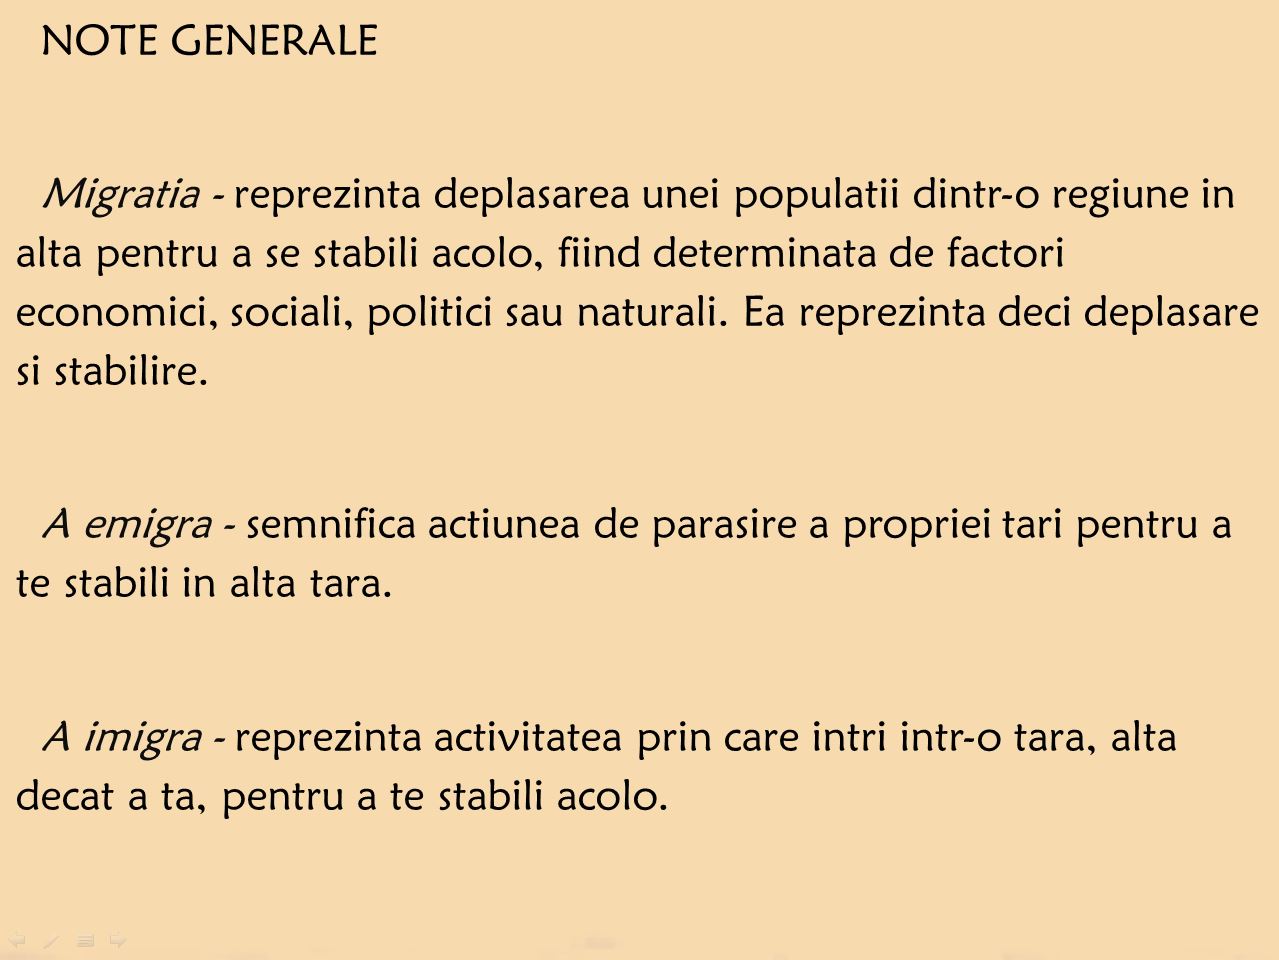 NOTE GENERALE
Migratia - reprezinta deplasarea unei populatii dintr-o regiune in
alta pentru a se stabili acolo, fiind determinata de factori
economici, sociali, politici sau naturali. Ea reprezinta deci deplasare
si stabilire.
A emigra - semnifica actiunea de parasire a propriei tari pentru a
te stabili in alta tara.
A imigra - reprezinta activitatea prin care intri intr-o tara, alta
decat a ta, pentru a te stabili acolo.